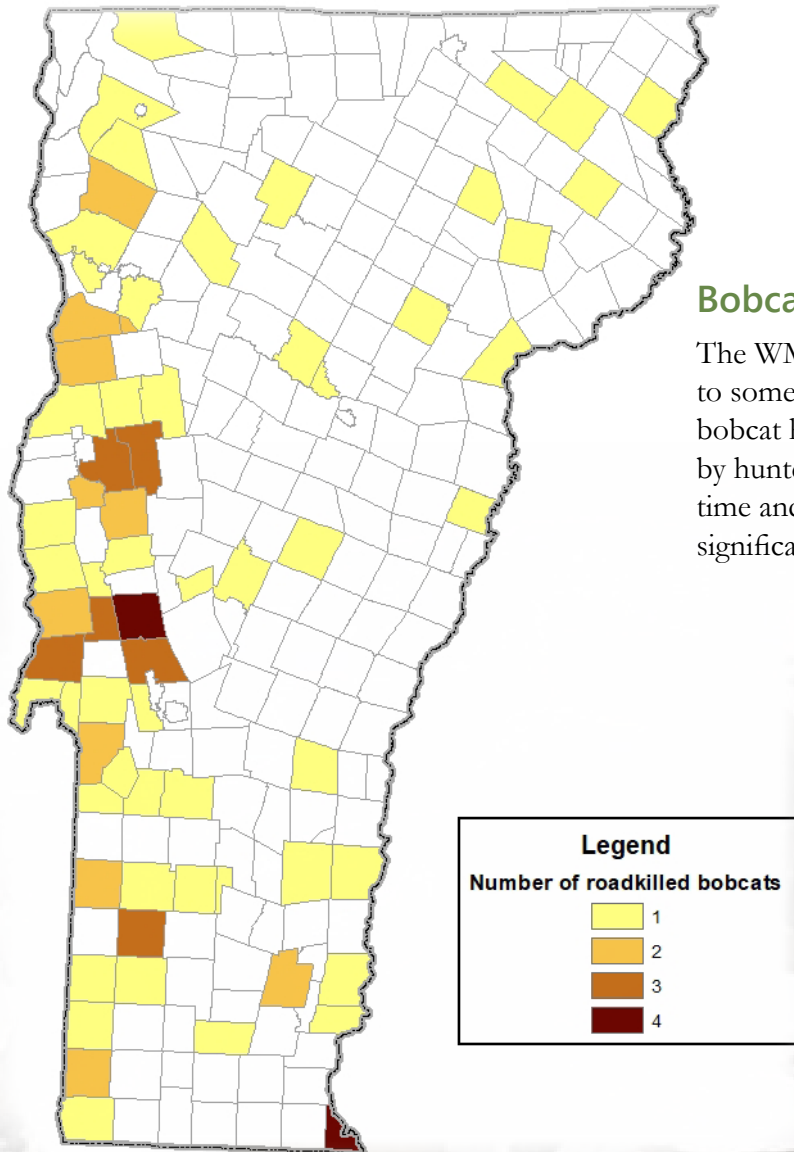 Bobca
The WM
to some
bobcat h
by hunt
time and
significa
Legend
Number of roadkilled bobcats
1
2
3
4